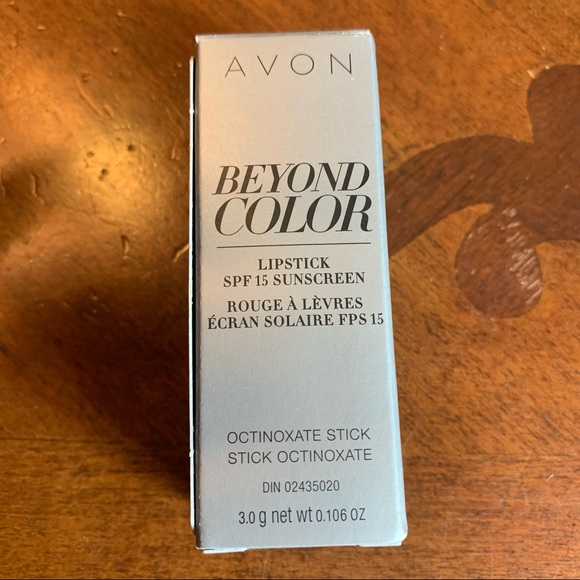 AVON
BEYOND
COLOR
LIPSTICK
SPF 15 SUNSCREEN
ROUGE À LÈVRES
ÉCRAN SOLAIRE FPS 15
OCTINOXATE STICK
STICK OCTINOXATE
DIN 02435020
3.0 g net wt 0.106 OZ